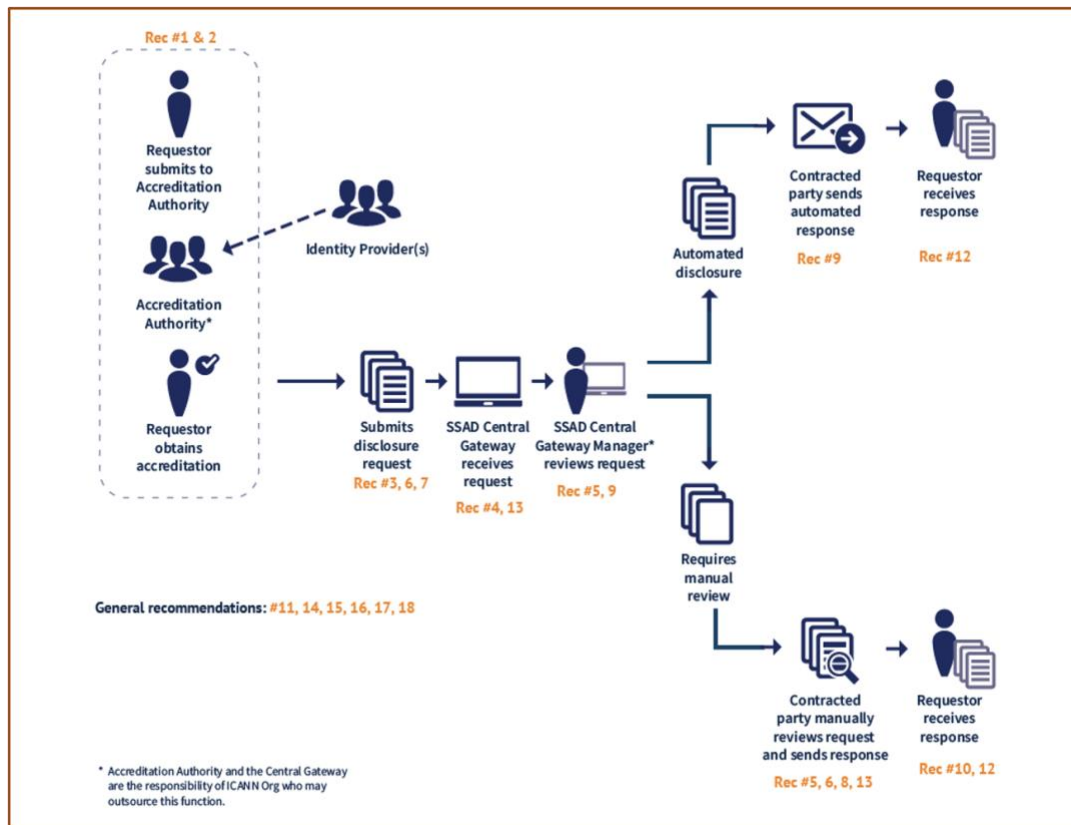 Rec #1 & 2
Requestor
submits to
Accreditation
Authority
Identity Provider(s)
Accreditation
Authority*
Requestor
obtains
accreditation
Submits
disclosure
request
Rec #3, 6, 7
SSAD Central
Gateway
receives
request
Rec #4, 13
SSAD Central
Gateway Manager*
reviews request
Rec #5, 9
Automated
disclosure
Contracted
party sends
automated
response
Rec #9
Requestor
receives
response
Rec #12
Requires
manual
review
Contracted
party manually
reviews request
and sends response
Rec #5, 6, 8, 13
Requestor
receives
response
Rec #10, 12
General recommendations: #11, 14, 15, 16, 17, 18
* Accreditation Authority and the Central Gateway
are the responsibility of ICANN Org who may
outsource this function.